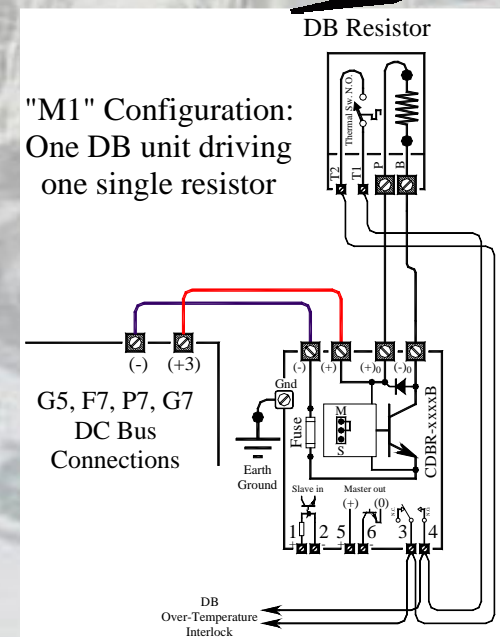 DB Resistor
"M1" Configuration:
One DB unit driving
one single resistor
Thermal Sw. N.O.
T2
T1
P
B
(-)
(+3)
(-)
(+)
(+)0
(-)0
G5, F7, P7, G7
DC Bus
Connections
Gnd
Earth
Ground
Fuse
M
S
CDBR-xxxxB
Slave in
Master out
(+)
(0)
N.C.
N.O.
1
2
5
6
3
4
+
-
+
-
DB
Over-Temperature
Interlock